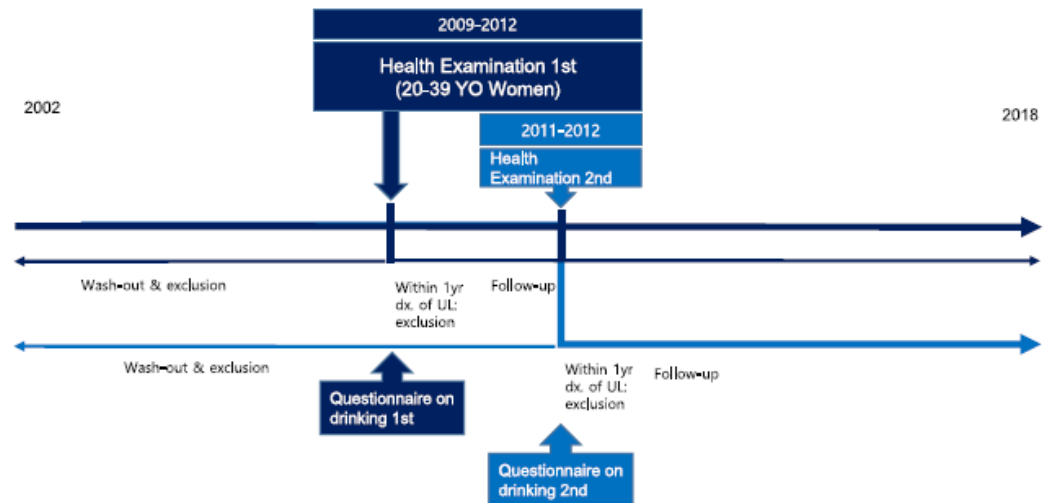 2009-2012
Health Examination 1st
(20-39 YO Women)
2002
2018
2011-2012
Health
Examination 2nd
Wash-out & exclusion
Within 1yr
dx. of UL:
exclusion
Follow-up
Wash-out & exclusion
Within 1yr
dx. of UL:
exclusion
Follow-up
Questionnaire on
drinking 1st
Questionnaire on
drinking 2nd